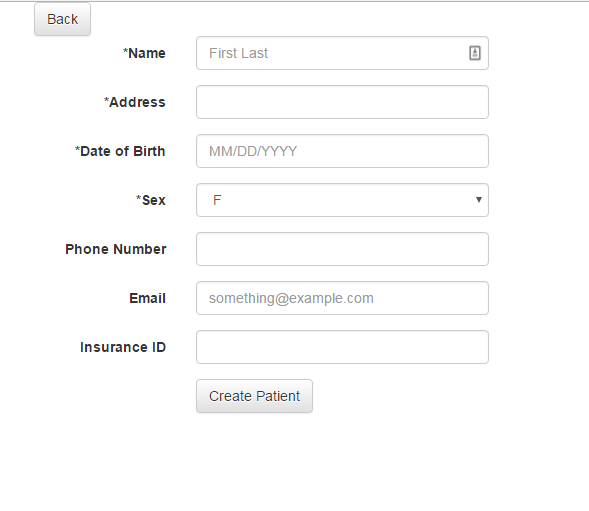 Back
*Name First Last
*Address
*Date of Birth MM/DD/YYYY
*Sex F
Phone Number
Email something@example.com
Insurance ID
Create Patient